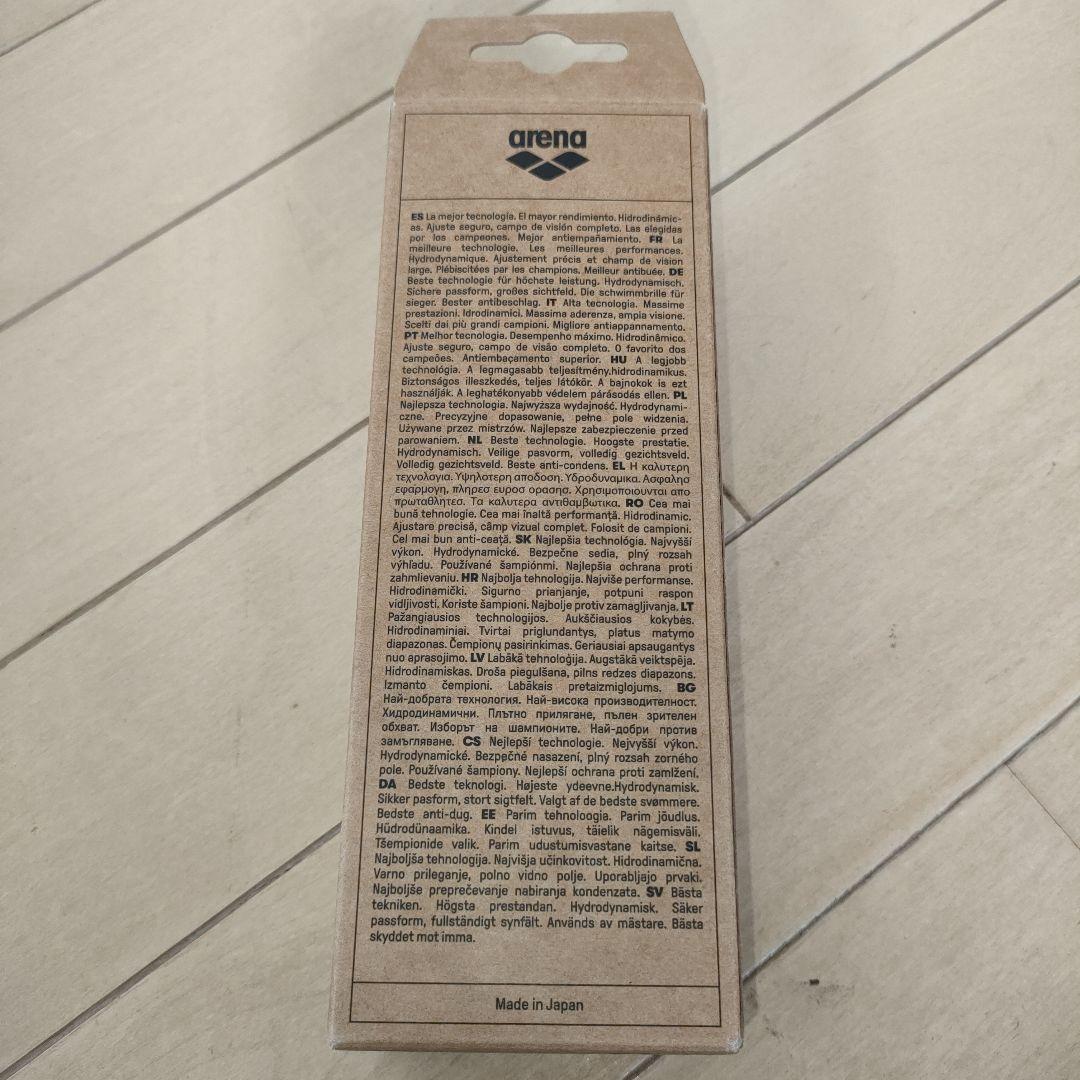 arena
ES La mejor tecnología. El mayor rendimiento. Hidrodinámic-
as. Ajuste seguro, campo de visión completo. Las elegidas
por los campeones. Mejor antiempañamiento. FR La
meilleure technologie. Les meilleures performances.
Hydrodynamique. Ajustement précis et champ de vision
large. Plébiscitées par les champions. Meilleur antibuée. DE
Beste technologie für höchste leistung. Hydrodynamisch.
Sichere passform, großes sichtfeld. Die schwimmbrille für
sieger. Bester antibeschlag. IT Alta tecnologia. Massime
prestazioni. Idrodinamici. Massima aderenza, ampia visione.
Scelti dai più grandi campioni. Migliore antiappannamento.
PT Melhor tecnologia. Desempenho máximo. Hidrodinâmico.
Ajuste seguro, campo de visão completo. O favorito dos
campeões. Antiembaçamento superior. HU A legjobb
technológia. A legmagasabb teljesítmény.hidrodinamikus.
Biztonságos illeszkedés, teljes látókör. A bajnokok is ezt
használják. A leghatékonyabb védelem párásodás ellen. PL
Najlepsza technologia. Najwyższa wydajność. Hydrodynami-
czne. Precyzyjne dopasowanie, pełne pole widzenia.
Używane przez mistrzów. Najlepsze zabezpieczenie przed
parowaniem. NL Beste technologie. Hoogste prestatie.
Hydrodynamisch. Veilige pasvorm, volledig gezichtsveld.
Volledig gezichtsveld. Beste anti-condens. EL Η καλυτερη
τεχνολογια. Υψηλοτερη αποδοση. Υδροδυναμικα. Ασφαλησ
εφαρμογη, πληρεσ ευροσ ορασησ. Χρησιμοποιουνται απο
πρωταθλητεσ. Τα καλυτερα αντιθαμβωτικα. RO Cea mai
bună tehnologie. Cea mai înaltă performanță. Hidrodinamic.
Ajustare precisă, câmp vizual complet. Folosit de campioni.
Cel mai bun anti-ceață. SK Najlepšia technológia. Najvyšší
výkon. Hydrodynamické. Bezpečne sedia, plný rozsah
výhľadu. Používané šampiónmi. Najlepšia ochrana proti
zahmlievaniu. HR Najbolja tehnologija. Najviše performanse.
Hidrodinamički. Sigurno prianjanje, potpuni raspon
vidljivosti. Koriste šampioni. Najbolje protiv zamagljivanja. LT
Pažangiausios technologijos. Aukščiausios kokybės.
Hidrodinaminiai. Tvirtai priglundantys, platus matymo
diapazonas. Čempionų pasirinkimas. Geriausiai apsaugantys
nuo aprasojimo. LV Labākā tehnoloģija. Augstākā veiktspēja.
Hidrodinamiskas. Droša piegulšana, pilns redzes diapazons.
Izmanto čempioni. Labākais pretaizmiglojums. BG
Най-добрата технология. Най-висока производителност.
Хидродинамични. Плътно прилягане, пълен зрителен
обхват. Изборът на шампионите. Най-добри против
замъгляване. CS Nejlepší technologie. Nejvyšší výkon.
Hydrodynamické. Bezpečné nasazení, plný rozsah zorného
pole. Používané šampiony. Nejlepší ochrana proti zamlžení.
DA Bedste teknologi. Højeste ydeevne.Hydrodynamisk.
Sikker pasform, stort sigtfelt. Valgt af de bedste svømmere.
Bedste anti-dug. EE Parim tehnoloogia. Parim jõudlus.
Hüdrodünaamika. Kindel istuvus, täielik nägemisväli.
Tšempionide valik. Parim udustumisvastane kaitse. SL
Najboljša tehnologija. Najvišja učinkovitost. Hidrodinamična.
Varno prileganje, polno vidno polje. Uporabljajo prvaki.
Najboljše preprečevanje nabiranja kondenzata. SV Bästa
tekniken. Högsta prestandan. Hydrodynamisk. Säker
passform, fullständigt synfält. Används av mästare. Bästa
skyddet mot imma.
Made in Japan